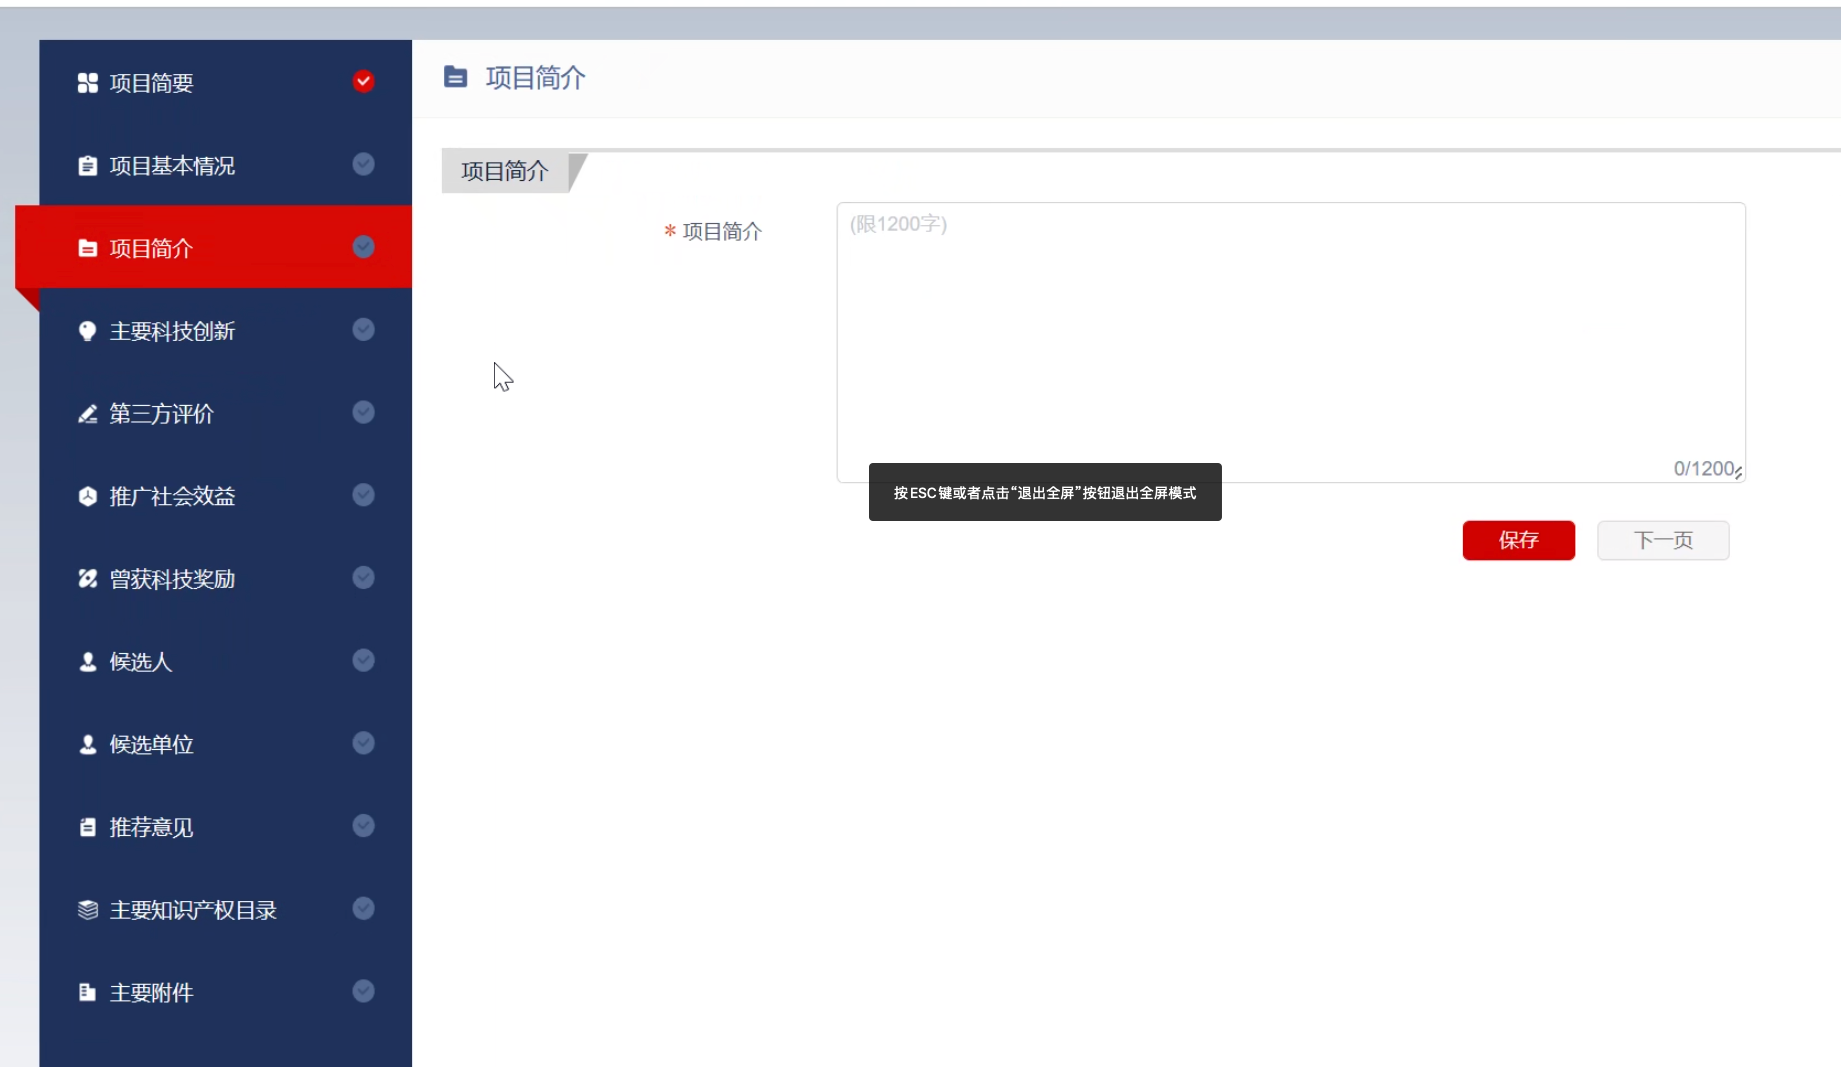 项目简要
项目基本情况
项目简介
主要科技创新
第三方评价
推广社会效益
曾获科技奖励
候选人
候选单位
推荐意见
主要知识产权目录
主要附件
项目简介
项目简介
* 项目简介
(限1200字)
0/1200
按ESC键或者点击“退出全屏”按钮退出全屏模式
保存
下一页